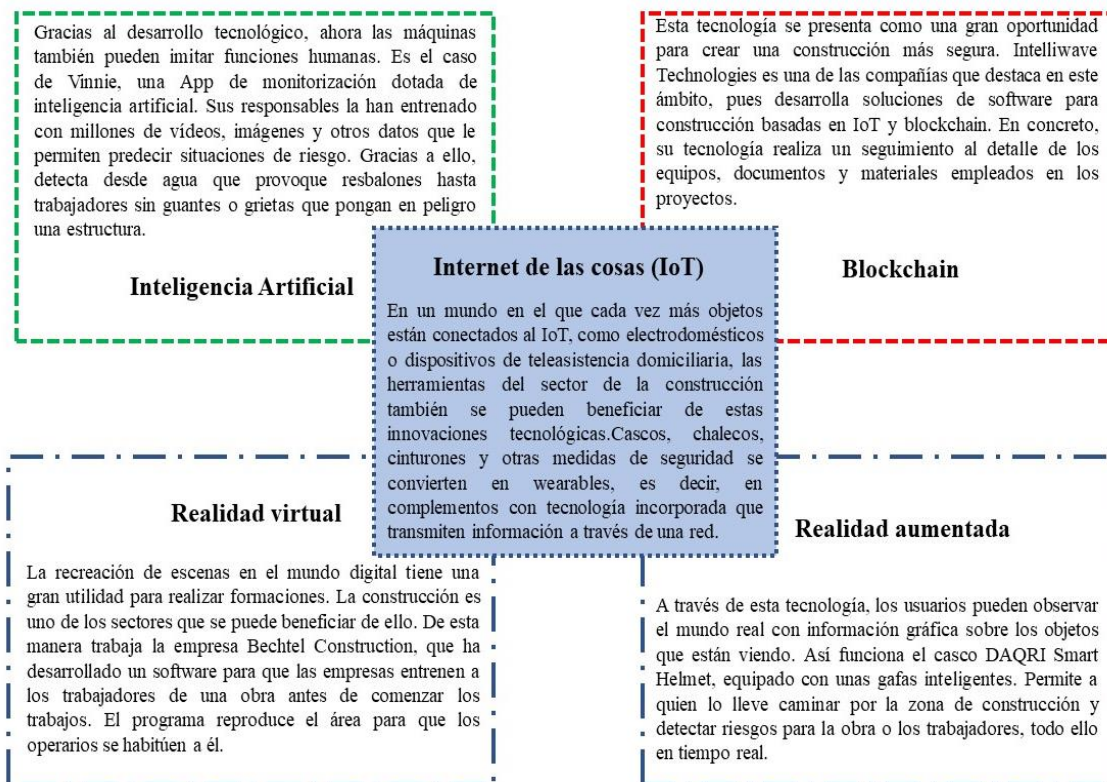 Gracias al desarrollo tecnológico, ahora las máquinas
también pueden imitar funciones humanas. Es el caso
de Vinnie, una App de monitorización dotada de
inteligencia artificial. Sus responsables la han entrenado
con millones de vídeos, imágenes y otros datos que le
permiten predecir situaciones de riesgo. Gracias a ello,
detecta desde agua que provoque resbalones hasta
trabajadores sin guantes o grietas que pongan en peligro
una estructura.
Inteligencia Artificial
Esta tecnología se presenta como una gran oportunidad
para crear una construcción más segura. Intelliwave
Technologies es una de las compañías que destaca en este
ámbito, pues desarrolla soluciones de software para
construcción basadas en IoT y blockchain. En concreto,
su tecnología realiza un seguimiento al detalle de los
equipos, documentos y materiales empleados en los
proyectos.
Blockchain
Internet de las cosas (IoT)
En un mundo en el que cada vez más objetos
están conectados al IoT, como electrodomésticos
o dispositivos de teleasistencia domiciliaria, las
herramientas del sector de la construcción
también se pueden beneficiar de estas
innovaciones tecnológicas.Cascos, chalecos,
cinturones y otras medidas de seguridad se
convierten en wearables, es decir, en
complementos con tecnología incorporada que
transmiten información a través de una red.
Realidad virtual
La recreación de escenas en el mundo digital tiene una
gran utilidad para realizar formaciones. La construcción es
uno de los sectores que se puede beneficiar de ello. De esta
manera trabaja la empresa Bechtel Construction, que ha
desarrollado un software para que las empresas entrenen a
los trabajadores de una obra antes de comenzar los
trabajos. El programa reproduce el área para que los
operarios se habitúen a él.
Realidad aumentada
A través de esta tecnología, los usuarios pueden observar
el mundo real con información gráfica sobre los objetos
que están viendo. Así funciona el casco DAQRI Smart
Helmet, equipado con unas gafas inteligentes. Permite a
quien lo lleve caminar por la zona de construcción y
detectar riesgos para la obra o los trabajadores, todo ello
en tiempo real.